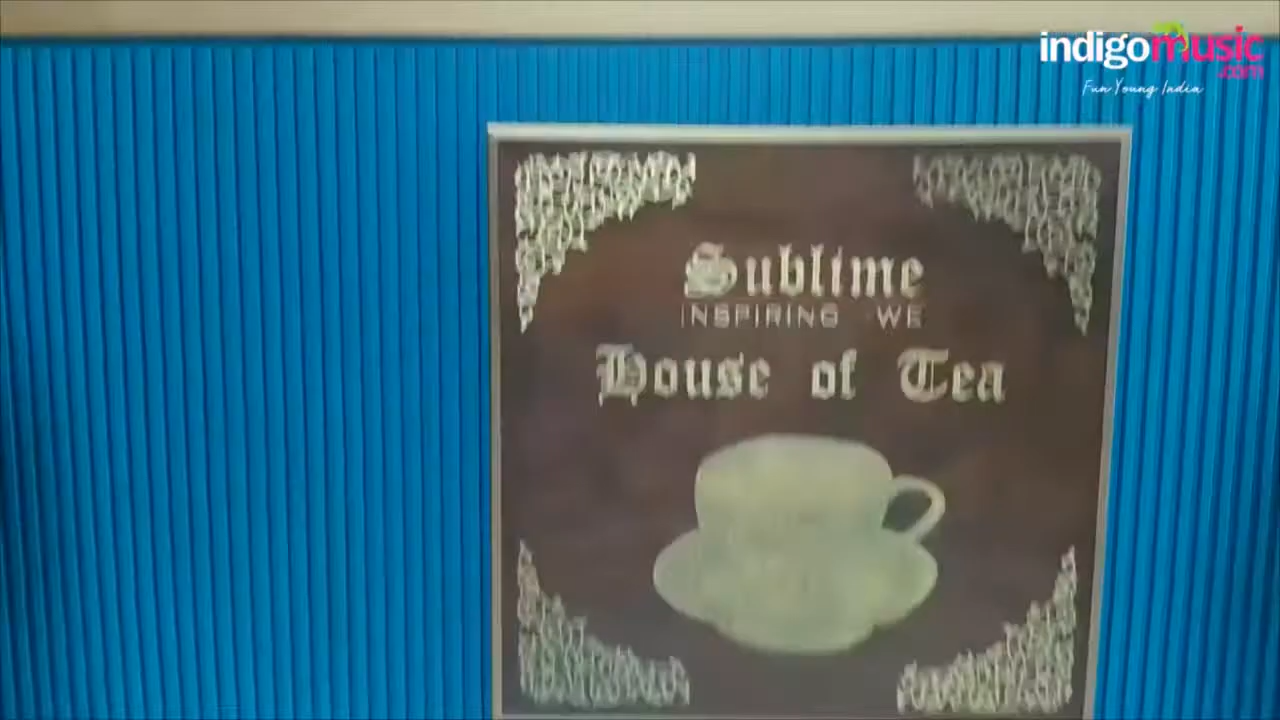 indigomusic
.com
Fun Young India
Sublime
INSPIRING WE
House of Tea